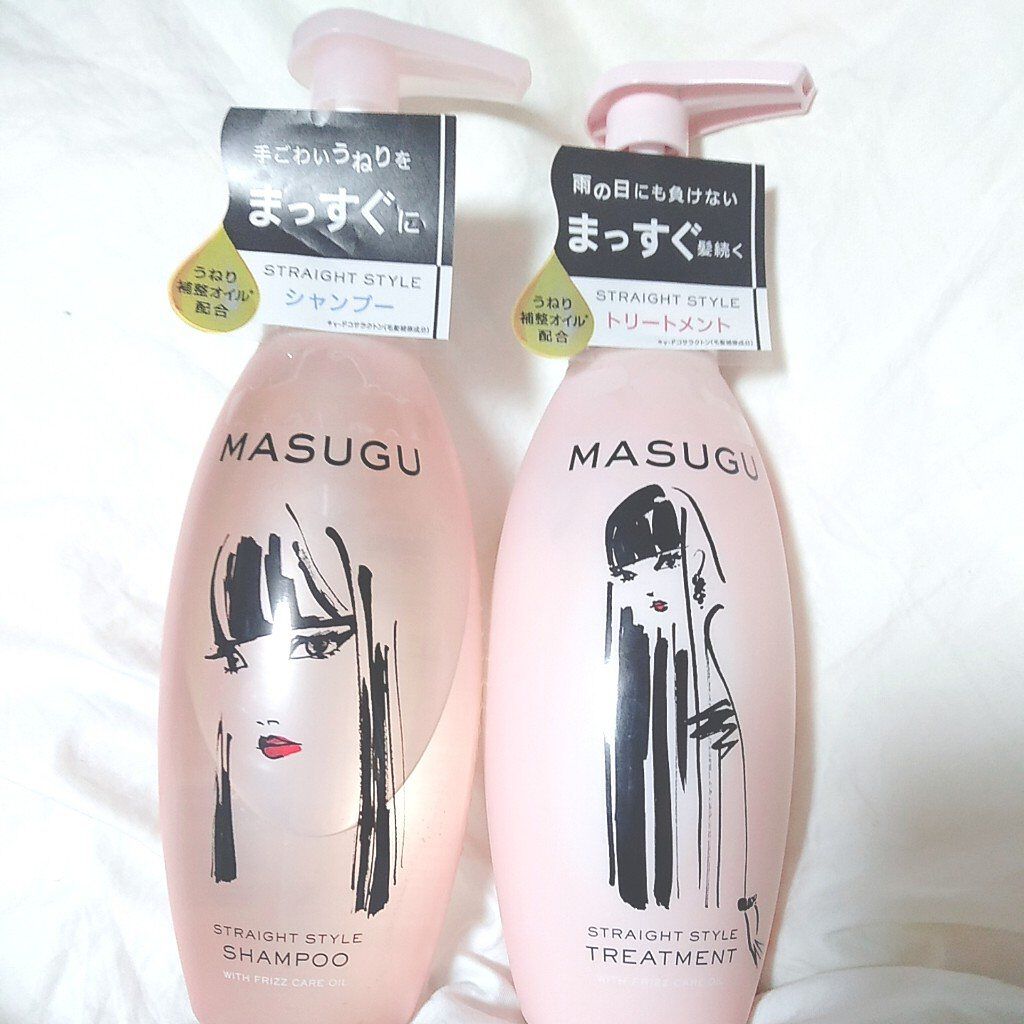 手ごわいうねりを
まっすぐに
うねり
補整オイル*
配合
STRAIGHT STYLE
シャンプー
MASUGU
STRAIGHT STYLE
SHAMPOO
WITH FRIZZ CARE OIL
雨の日にも負けない
まっすぐ髪続く
うねり
補整オイル*
配合
STRAIGHT STYLE
トリートメント
MASUGU
STRAIGHT STYLE
TREATMENT
WITH FRIZZ CARE OIL